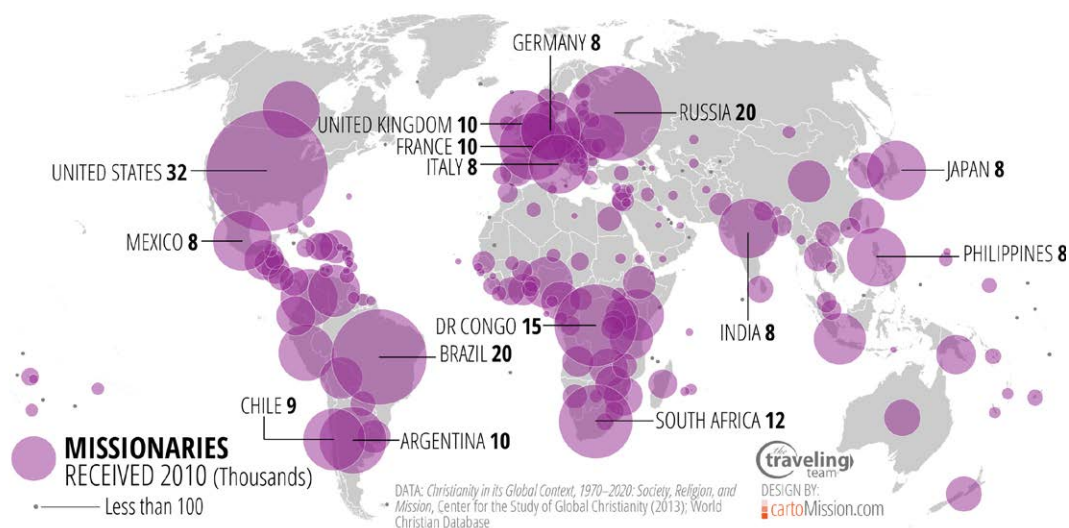 GERMANY 8
UNITED KINGDOM 10
RUSSIA 20
FRANCE 10
ITALY 8
UNITED STATES 32
JAPAN 8
MEXICO 8
PHILIPPINES 8
DR CONGO 15
INDIA 8
BRAZIL 20
CHILE 9
SOUTH AFRICA 12
ARGENTINA 10
MISSIONARIES
RECEIVED 2010 (Thousands)
Less than 100
DATA: Christianity in its Global Context, 1970–2020: Society, Religion, and
Mission, Center for the Study of Global Christianity (2013); World
Christian Database
the
traveling
team
DESIGN BY:
cartoMission.com